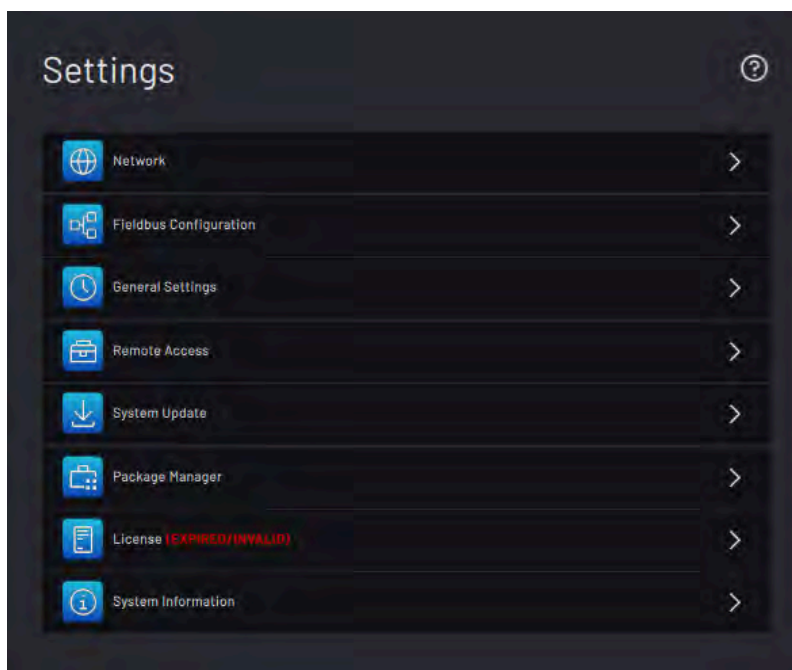 Settings
Network
Fieldbus Configuration
General Settings
Remote Access
System Update
Package Manager
License (EXPIRED/INVALID)
System Information